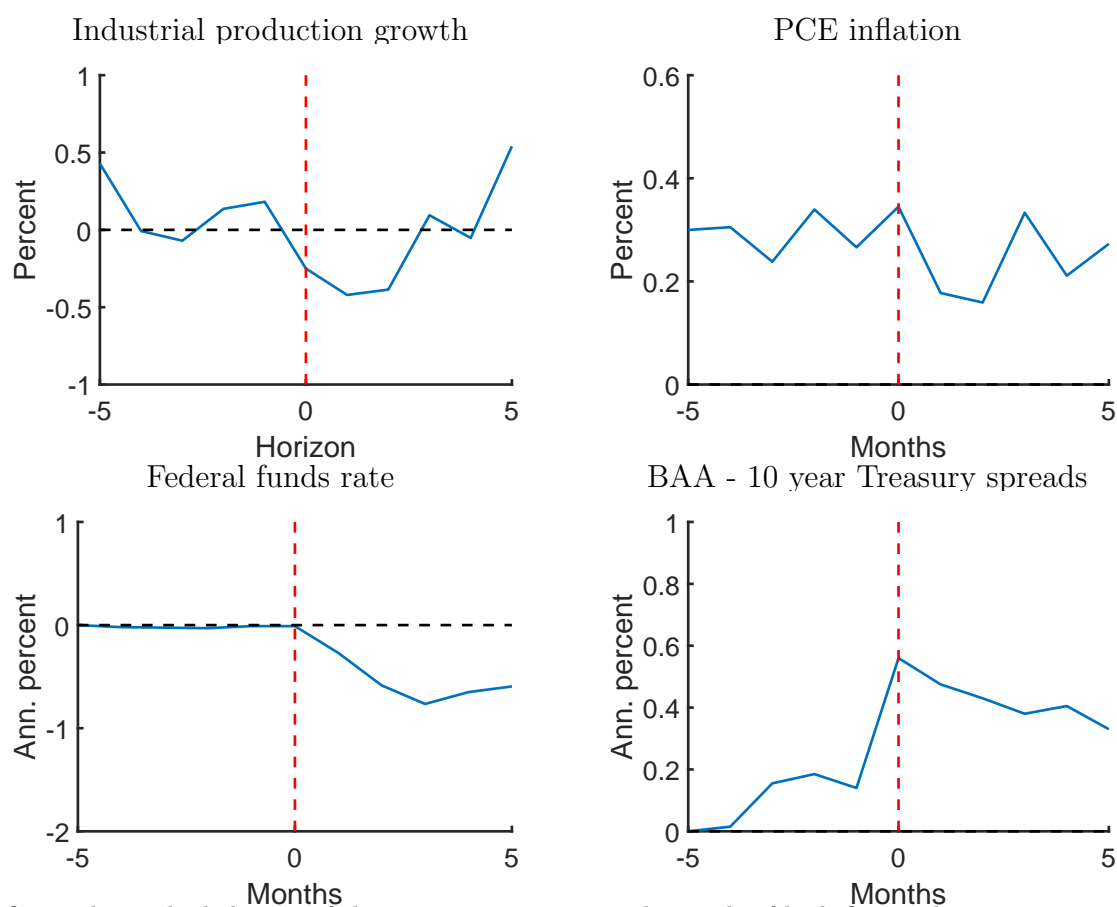 Industrial production growth
1
0.5
0
-0.5
-1
Percent
-5 0 5
Horizon
PCE inflation
0.6
0.4
0.2
0
Percent
-5 0 5
Months
Federal funds rate
1
0
-1
-2
Ann. percent
-5 0 5
Months
BAA - 10 year Treasury spreads
1
0.8
0.6
0.4
0.2
0
Ann. percent
-5 0 5
Months